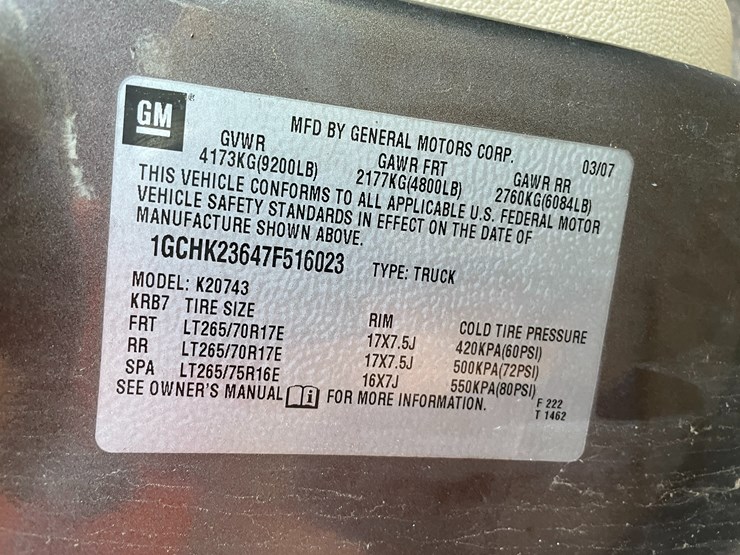 GM
MFD BY GENERAL MOTORS CORP. 03/07
GVWR GAWR FRT GAWR RR
4173KG(9200LB) 2177KG(4800LB) 2760KG(6084LB)
THIS VEHICLE CONFORMS TO ALL APPLICABLE U.S. FEDERAL MOTOR
VEHICLE SAFETY STANDARDS IN EFFECT ON THE DATE OF
MANUFACTURE SHOWN ABOVE.
1GCHK23647F516023 TYPE: TRUCK
MODEL: K20743
KRB7 TIRE SIZE RIM COLD TIRE PRESSURE
FRT LT265/70R17E 17X7.5J 420KPA(60PSI)
RR LT265/70R17E 17X7.5J 500KPA(72PSI)
SPA LT265/75R16E 16X7J 550KPA(80PSI)
SEE OWNER'S MANUAL i FOR MORE INFORMATION.
F 222
T 1462